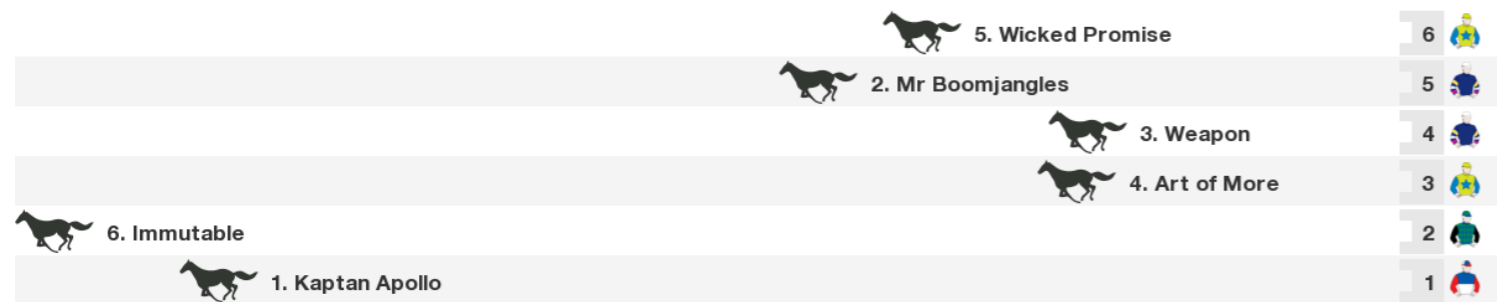 5. Wicked Promise 6
2. Mr Boomjangles 5
3. Weapon 4
4. Art of More 3
6. Immutable 2
1. Kaptan Apollo 1